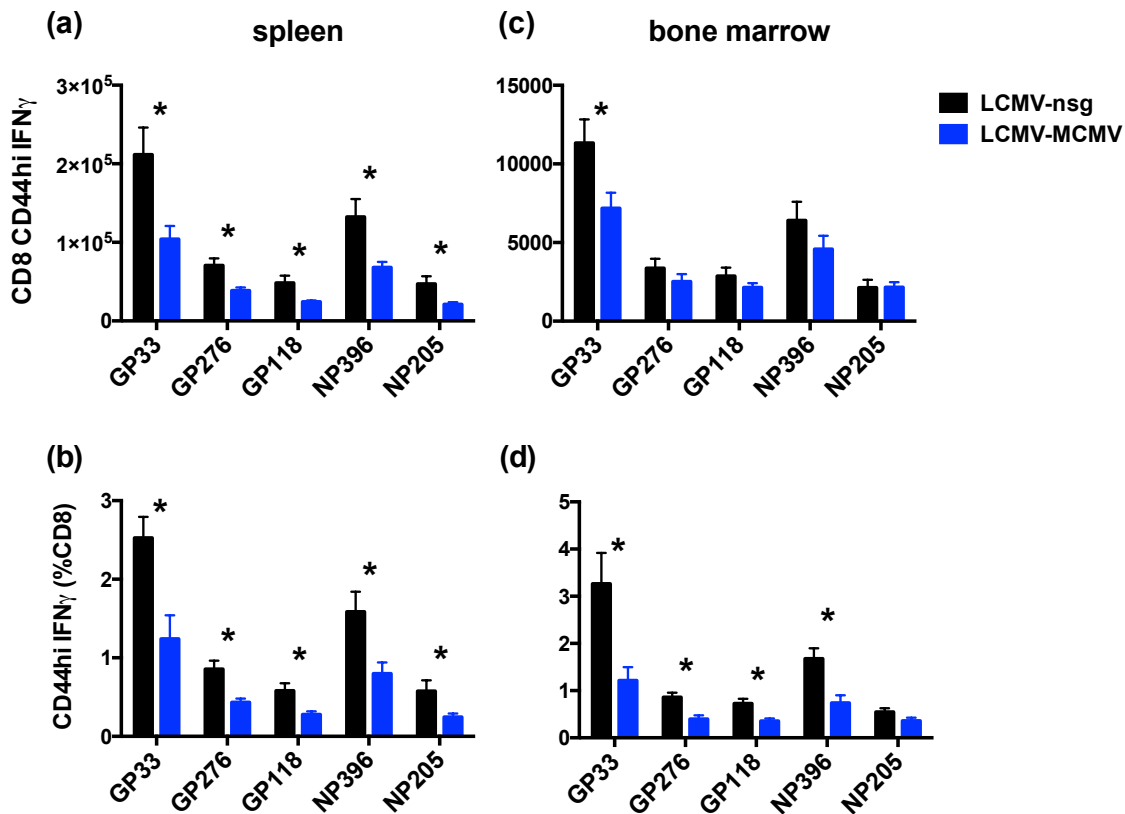 (a)
spleen
(c)
bone marrow
CD8 CD44hi IFNγ
3×10⁵
2×10⁵
1×10⁵
0
*
*
*
*
*
GP33
GP276
GP118
NP396
NP205
15000
10000
5000
0
*
GP33
GP276
GP118
NP396
NP205
LCMV-nsg
LCMV-MCMV
(b)
CD44hi IFNγ (%CD8)
3
2
1
0
*
*
*
*
*
GP33
GP276
GP118
NP396
NP205
(d)
5
4
3
2
1
0
*
*
*
*
GP33
GP276
GP118
NP396
NP205